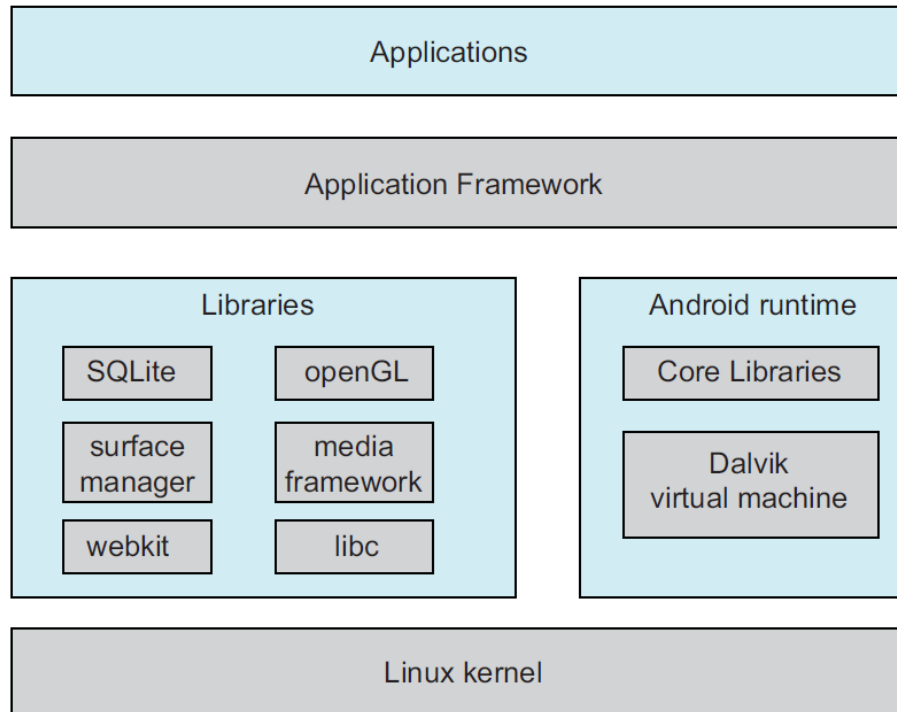 Applications
Application Framework
Libraries
SQLite
openGL
surface
manager
media
framework
webkit
libc
Android runtime
Core Libraries
Dalvik
virtual machine
Linux kernel